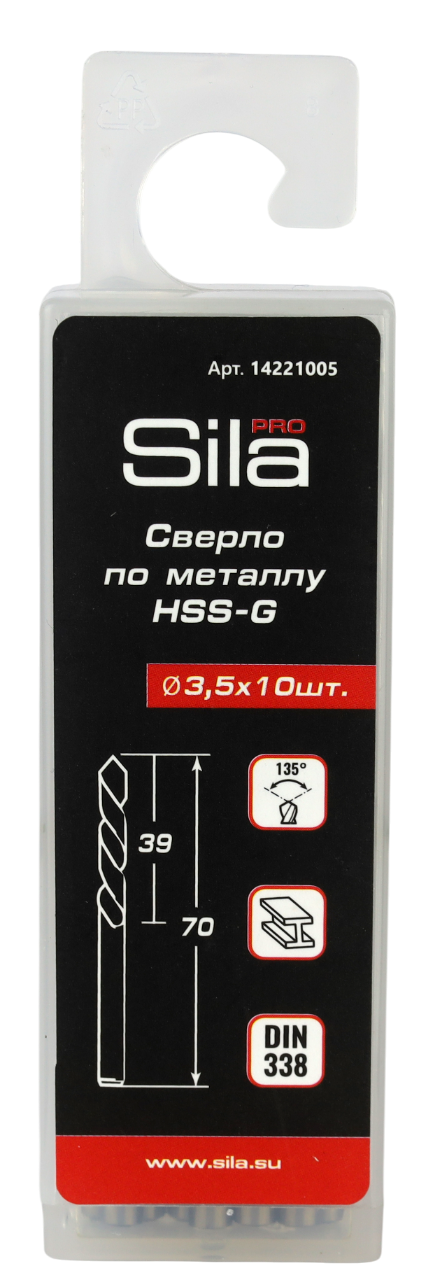 Арт. 14221005
PRO
Sila
Сверло
по металлу
HSS-G
Ø3,5x10шт.
135°
39
70
DIN
338
www.sila.su